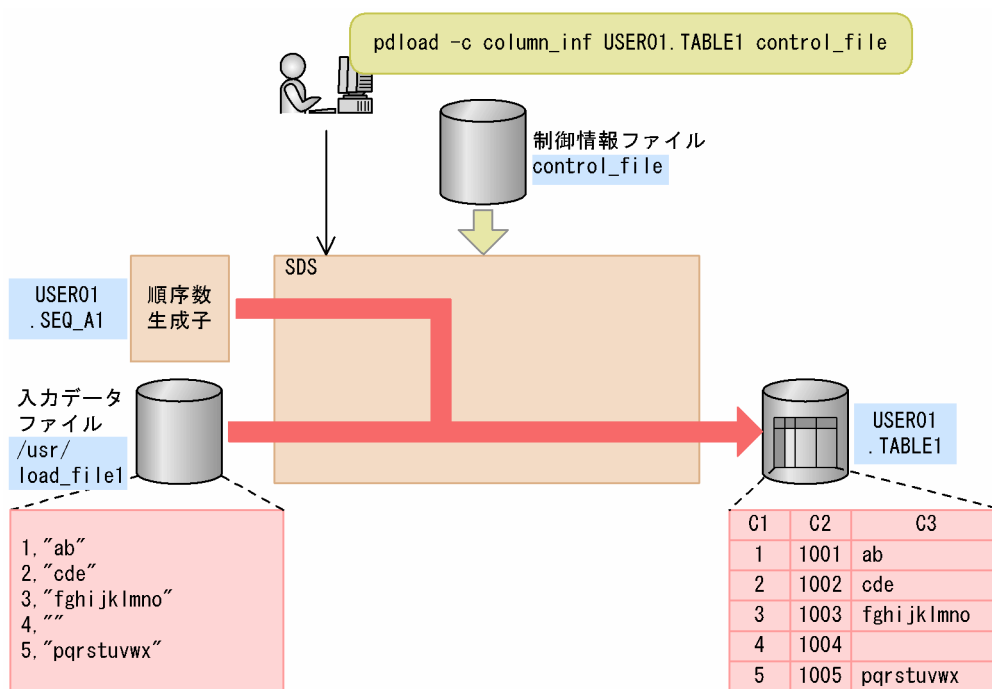 pdload -c column_inf USER01.TABLE1 control_file
制御情報ファイル
control_file
SDS
USER01
.SEQ_A1
順序数
生成子
入力データ
ファイル
/usr/
load_file1
USER01
.TABLE1
1,"ab"
2,"cde"
3,"fghijklmno"
4,""
5,"pqrstuvwx"
C1 C2 C3
1 1001 ab
2 1002 cde
3 1003 fghijklmno
4 1004
5 1005 pqrstuvwx